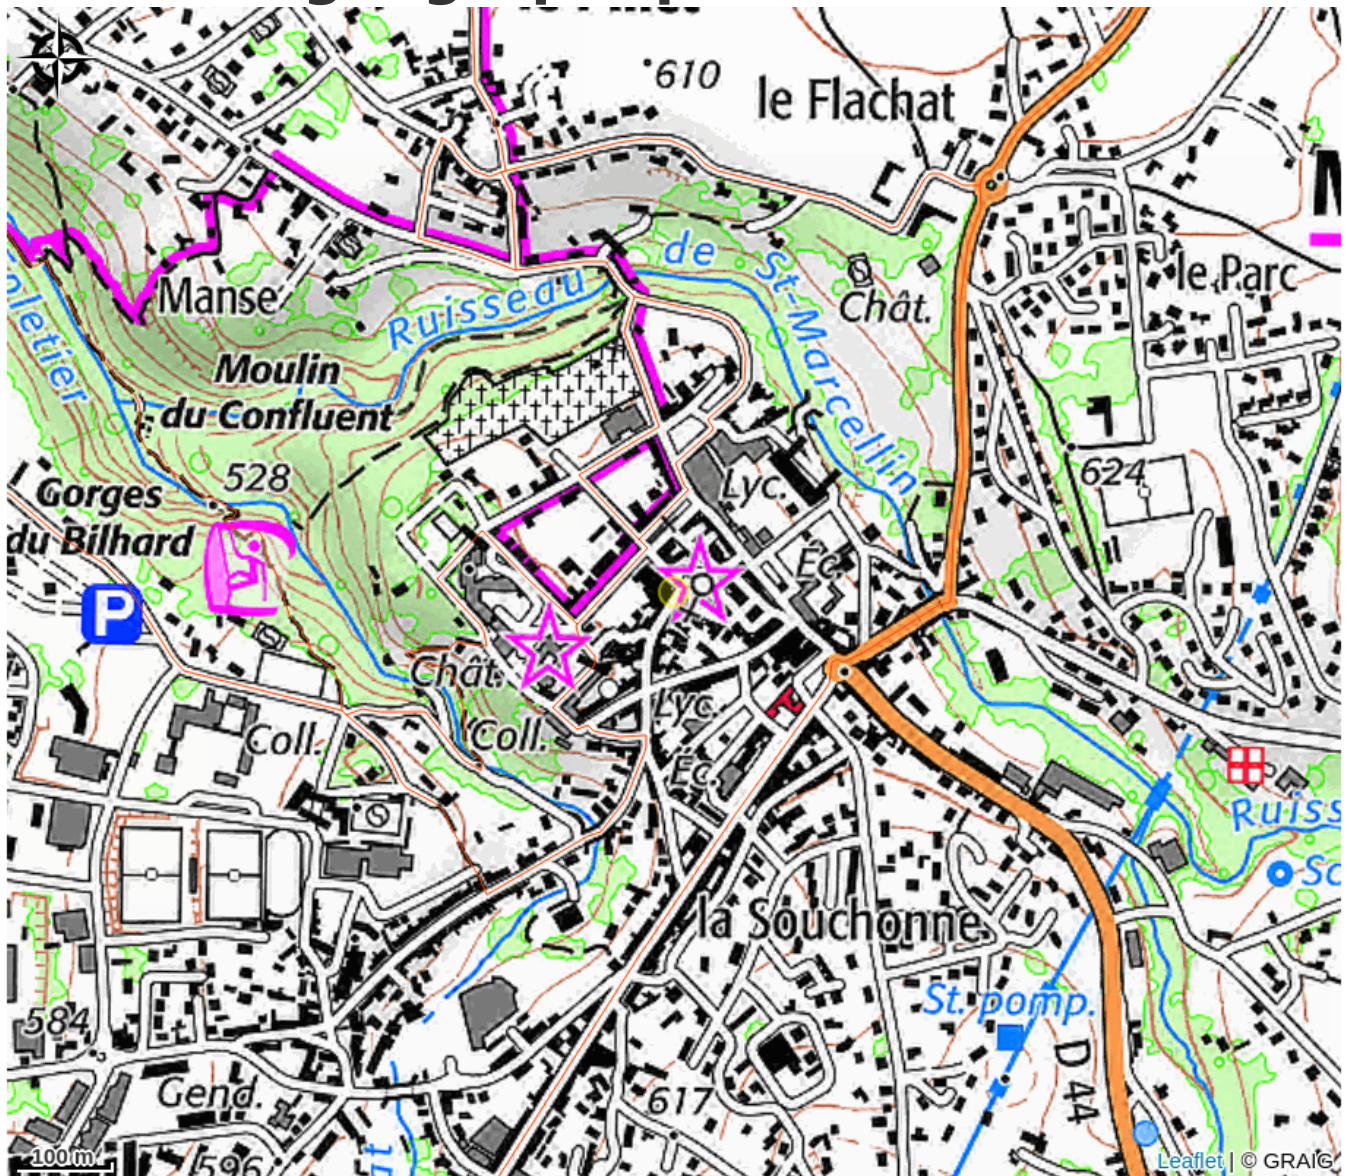 610
le Flachat
de
St-Marcellin
le Parc
Chât.
Manse
Ruisseau
Moulin
du Confluent
528
624
Gorges
du Bilhard
Lyc.
Éc.
P
Chât.
Lyc.
Coll.
Coll.
Éc.
la Souchonne
St. pomp.
584
D 44
Gend.
617
596
100 m
Leaflet | © GRAIG